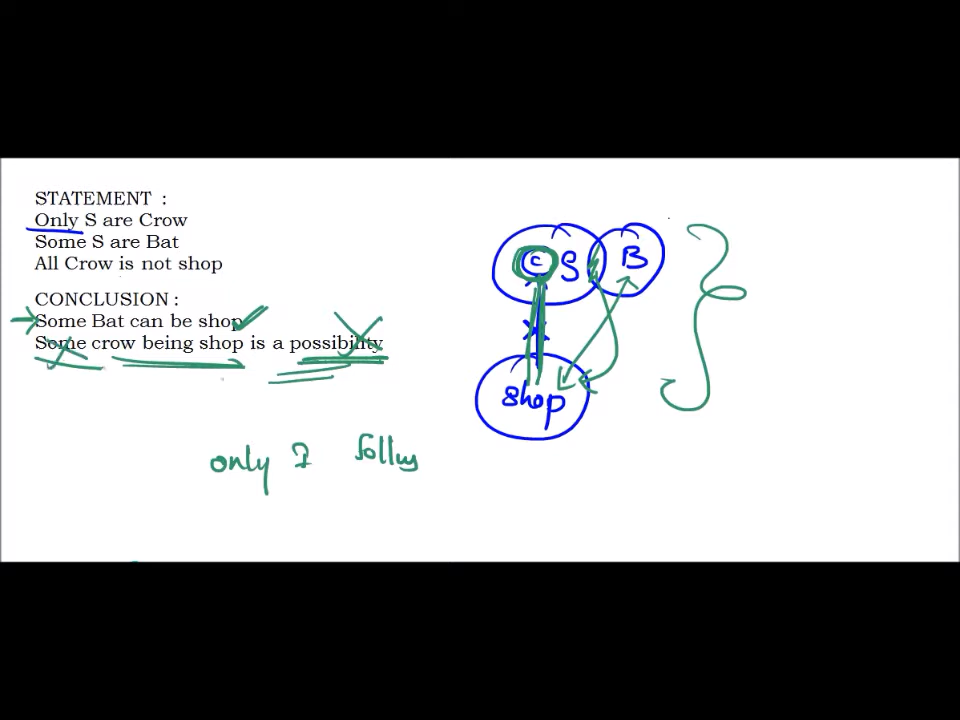 STATEMENT :
Only S are Crow
Some S are Bat
All Crow is not shop
CONCLUSION :
Some Bat can be shop
Some crow being shop is a possibility
C S B
shop
only I follws